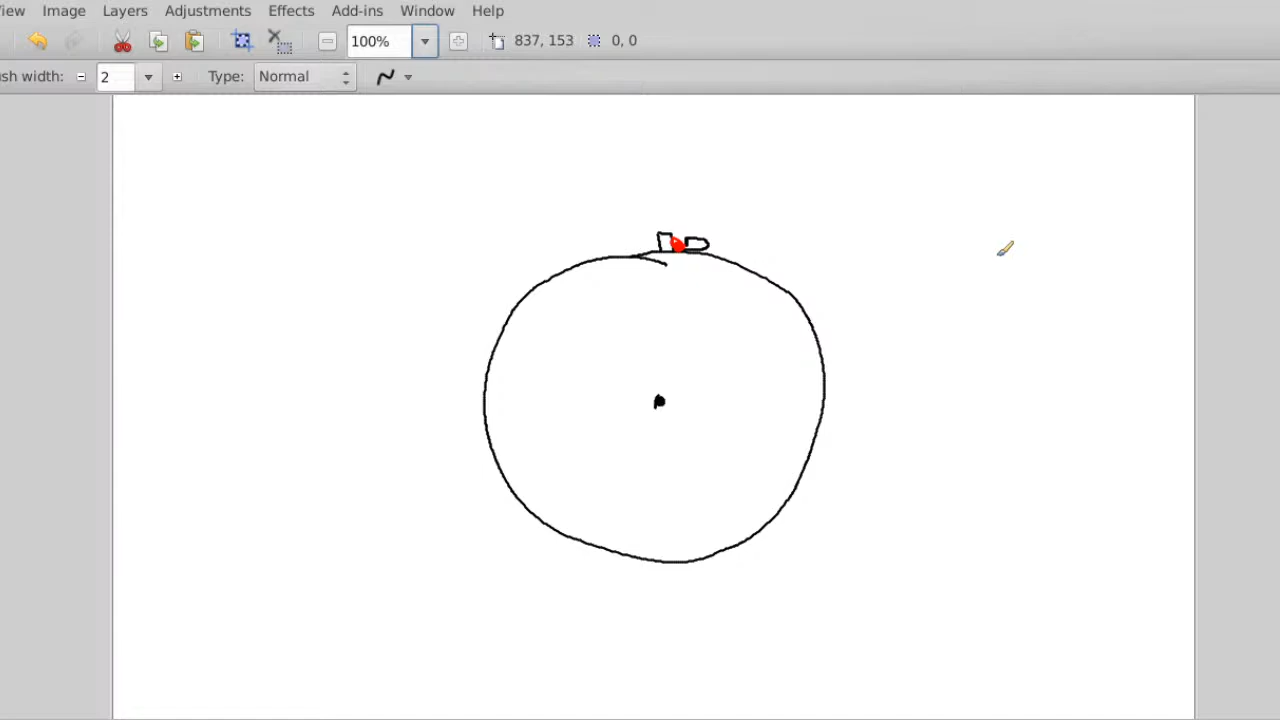 iew Image Layers Adjustments Effects Add-ins Window Help
100% 837, 153 0, 0
sh width: 2 Type: Normal